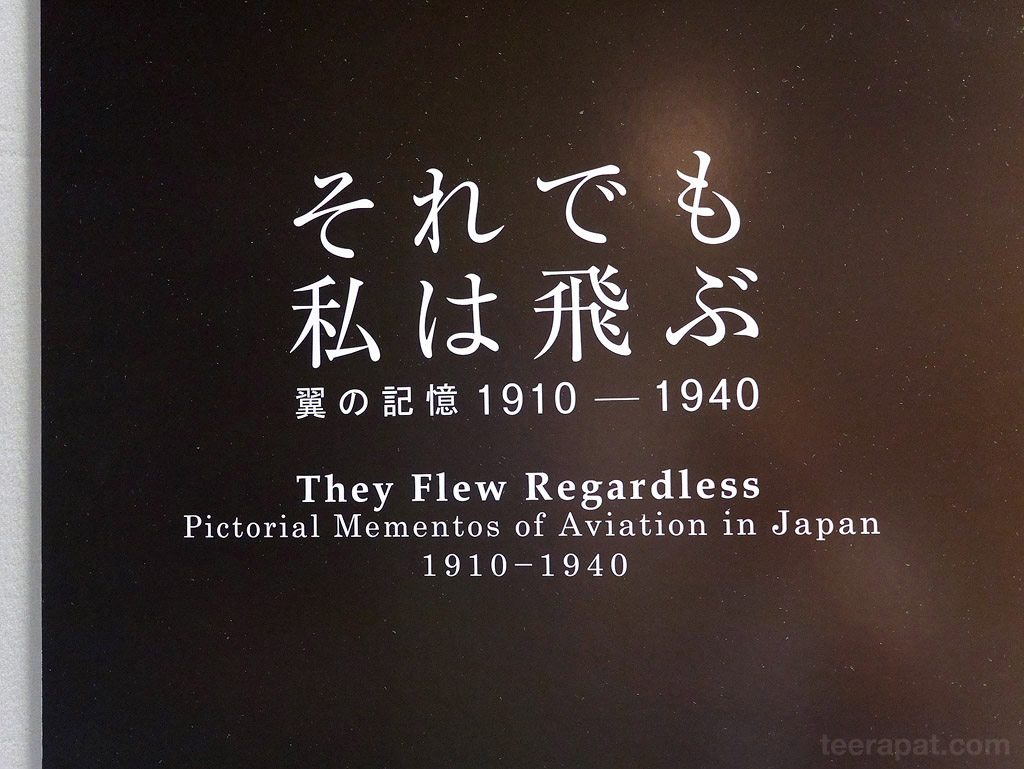 それでも
私は飛ぶ
翼の記憶 1910 — 1940
They Flew Regardless
Pictorial Mementos of Aviation in Japan
1910–1940
teerapat.com